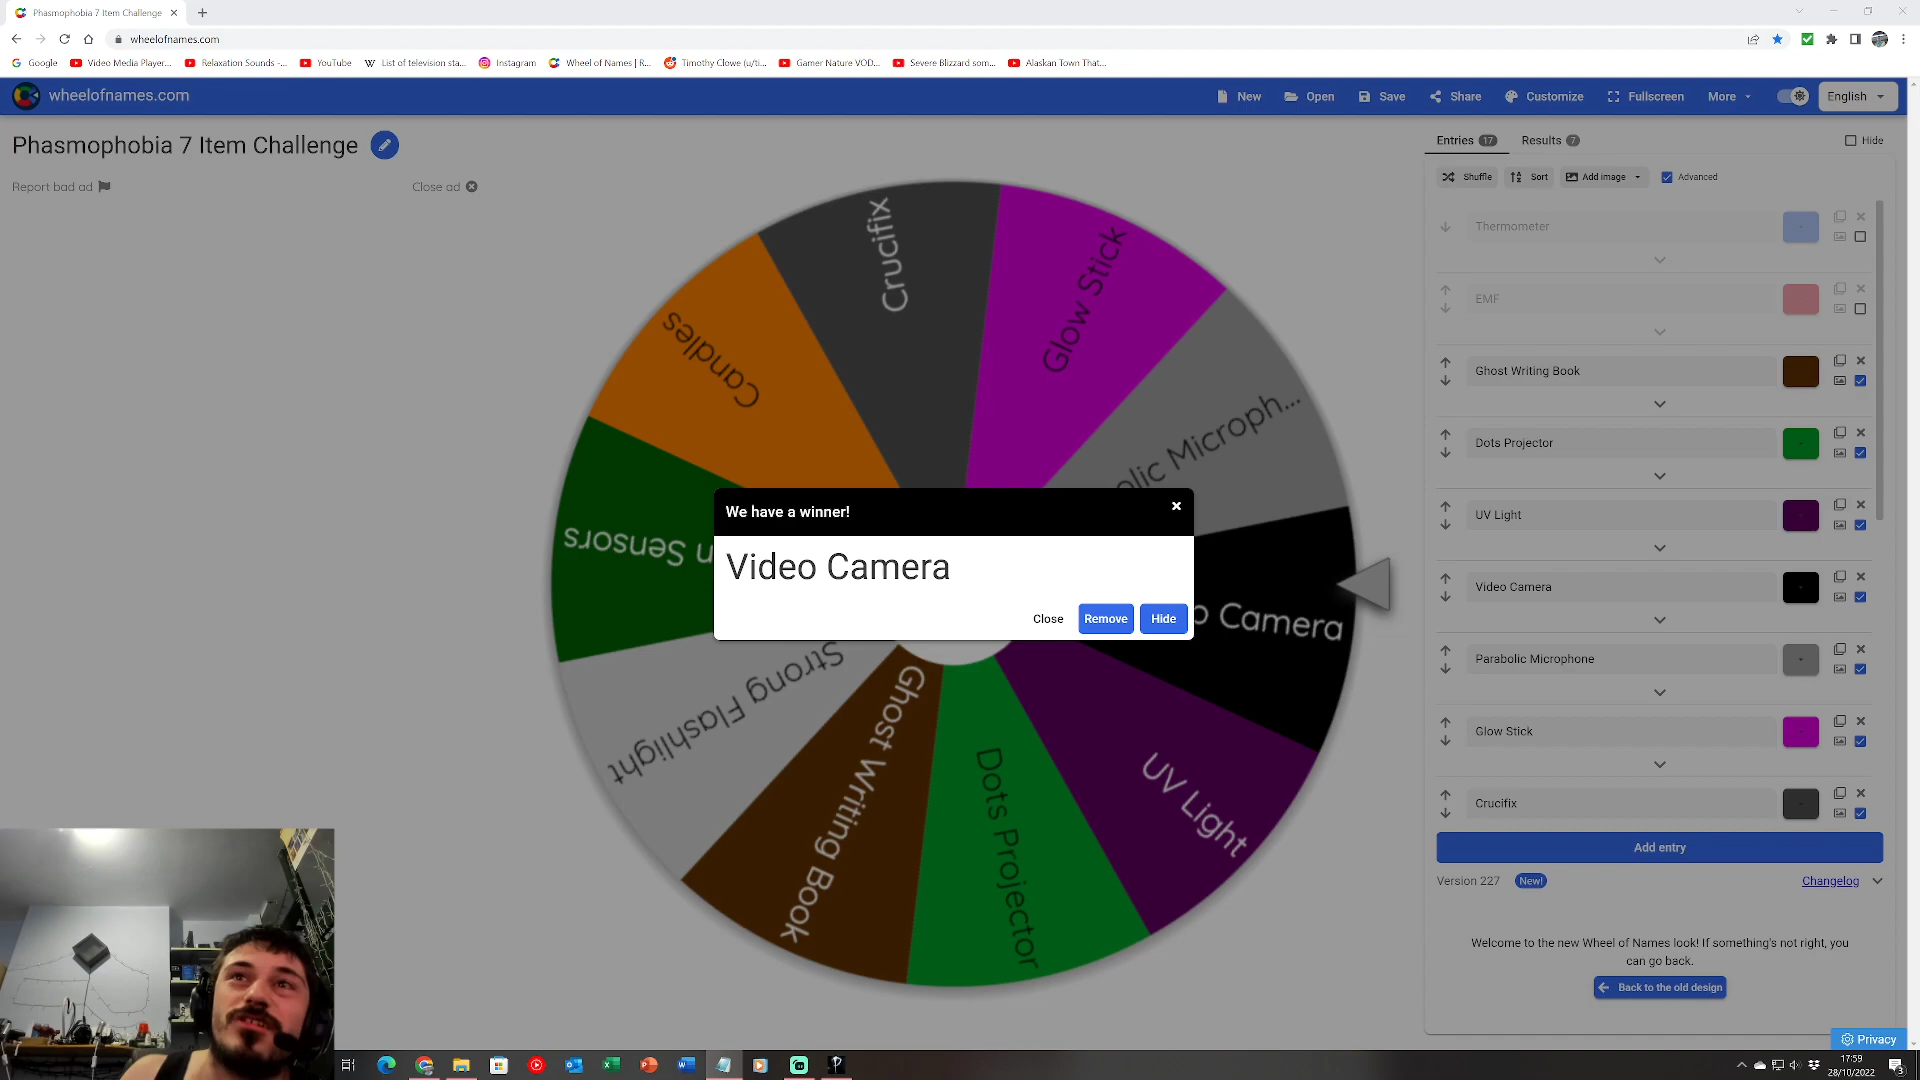 Phasmophobia 7 Item Challenge
wheelofnames.com
Google
Video Media Player...
Relaxation Sounds -...
YouTube
List of television sta...
Instagram
Wheel of Names | R...
Timothy Clowe (u/ti...
Gamer Nature VOD...
Severe Blizzard som...
Alaskan Town That...
wheelofnames.com
New
Open
Save
Share
Customize
Fullscreen
More
English
Phasmophobia 7 Item Challenge
Report bad ad
Close ad
Entries 17
Results 7
Hide
Shuffle
Sort
Add image
Advanced
Crucifix
Glow Stick
olic Microph...
o Camera
UV Light
Dots Projector
Ghost Writing Book
Strong Flashlight
n Sensors
Candles
We have a winner!
Video Camera
Close
Remove
Hide
Thermometer
EMF
Ghost Writing Book
Dots Projector
UV Light
Video Camera
Parabolic Microphone
Glow Stick
Crucifix
Add entry
Version 227
New!
Changelog
Welcome to the new Wheel of Names look! If something's not right, you
can go back.
Back to the old design
Privacy
17:59
28/10/2022
3